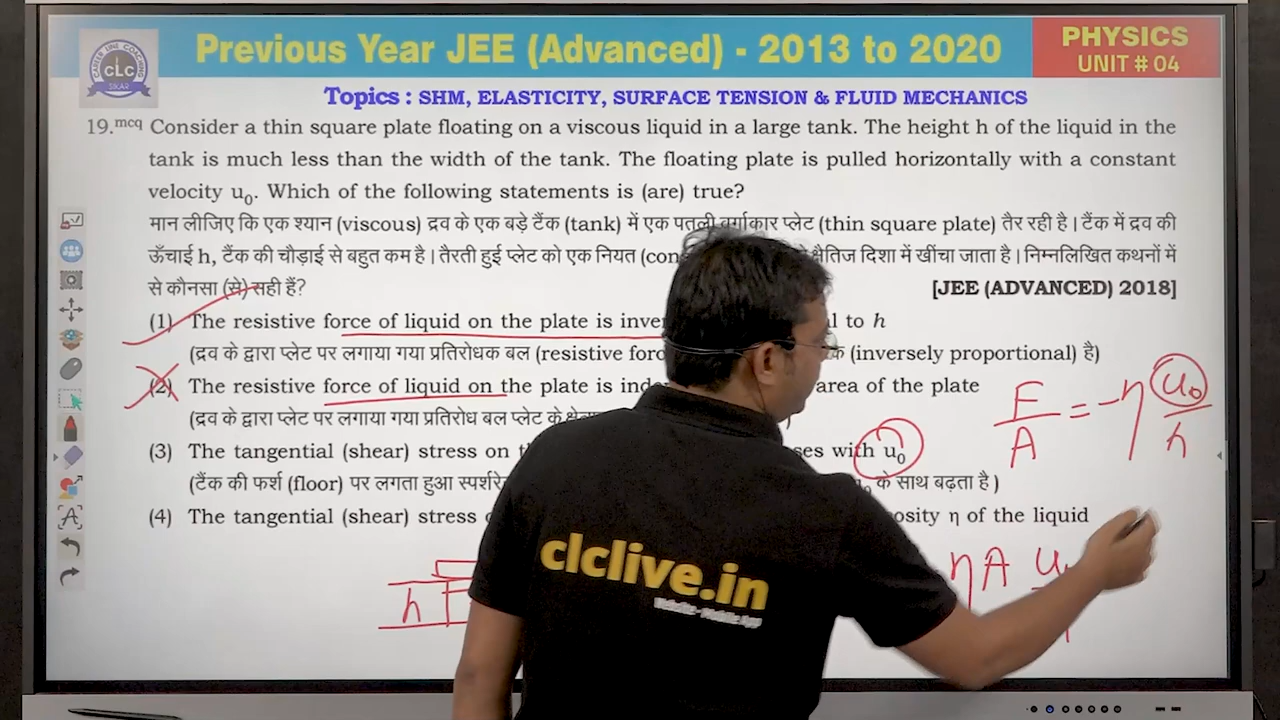 Previous Year JEE (Advanced) - 2013 to 2020
PHYSICS
UNIT # 04
CLC
SIKAR
Topics : SHM, ELASTICITY, SURFACE TENSION & FLUID MECHANICS
19.mcq Consider a thin square plate floating on a viscous liquid in a large tank. The height h of the liquid in the
tank is much less than the width of the tank. The floating plate is pulled horizontally with a constant
velocity u0. Which of the following statements is (are) true?
मान लीजिए कि एक श्यान (viscous) द्रव के एक बड़े टैंक (tank) में एक पतली वर्गाकार प्लेट (thin square plate) तैर रही है। टैंक में द्रव की
ऊँचाई h, टैंक की चौड़ाई से बहुत कम है। तैरती हुई प्लेट को एक नियत (con क्षैतिज दिशा में खींचा जाता है। निम्नलिखित कथनों में
से कौनसा (से) सही हैं?
[JEE (ADVANCED) 2018]
(1) The resistive force of liquid on the plate is inver l to h
(द्रव के द्वारा प्लेट पर लगाया गया प्रतिरोधक बल (resistive forc (inversely proportional) है)
(2) The resistive force of liquid on the plate is ind area of the plate
(द्रव के द्वारा प्लेट पर लगाया गया प्रतिरोध बल प्लेट के
F/A = -η u0/h
(3) The tangential (shear) stress on ses with u0
(टैंक की फर्श (floor) पर लगता हुआ के साथ बढ़ता है)
(4) The tangential (shear) stress osity η of the liquid
h
η A u
clclive.in
Website - Mobile App